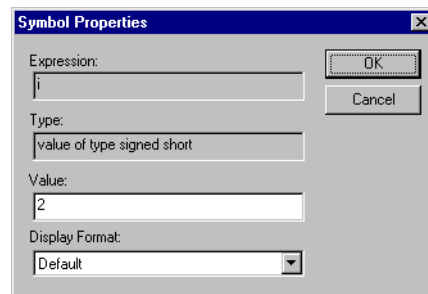 Symbol Properties
Expression:
i
OK
Cancel
Type:
value of type signed short
Value:
2
Display Format:
Default